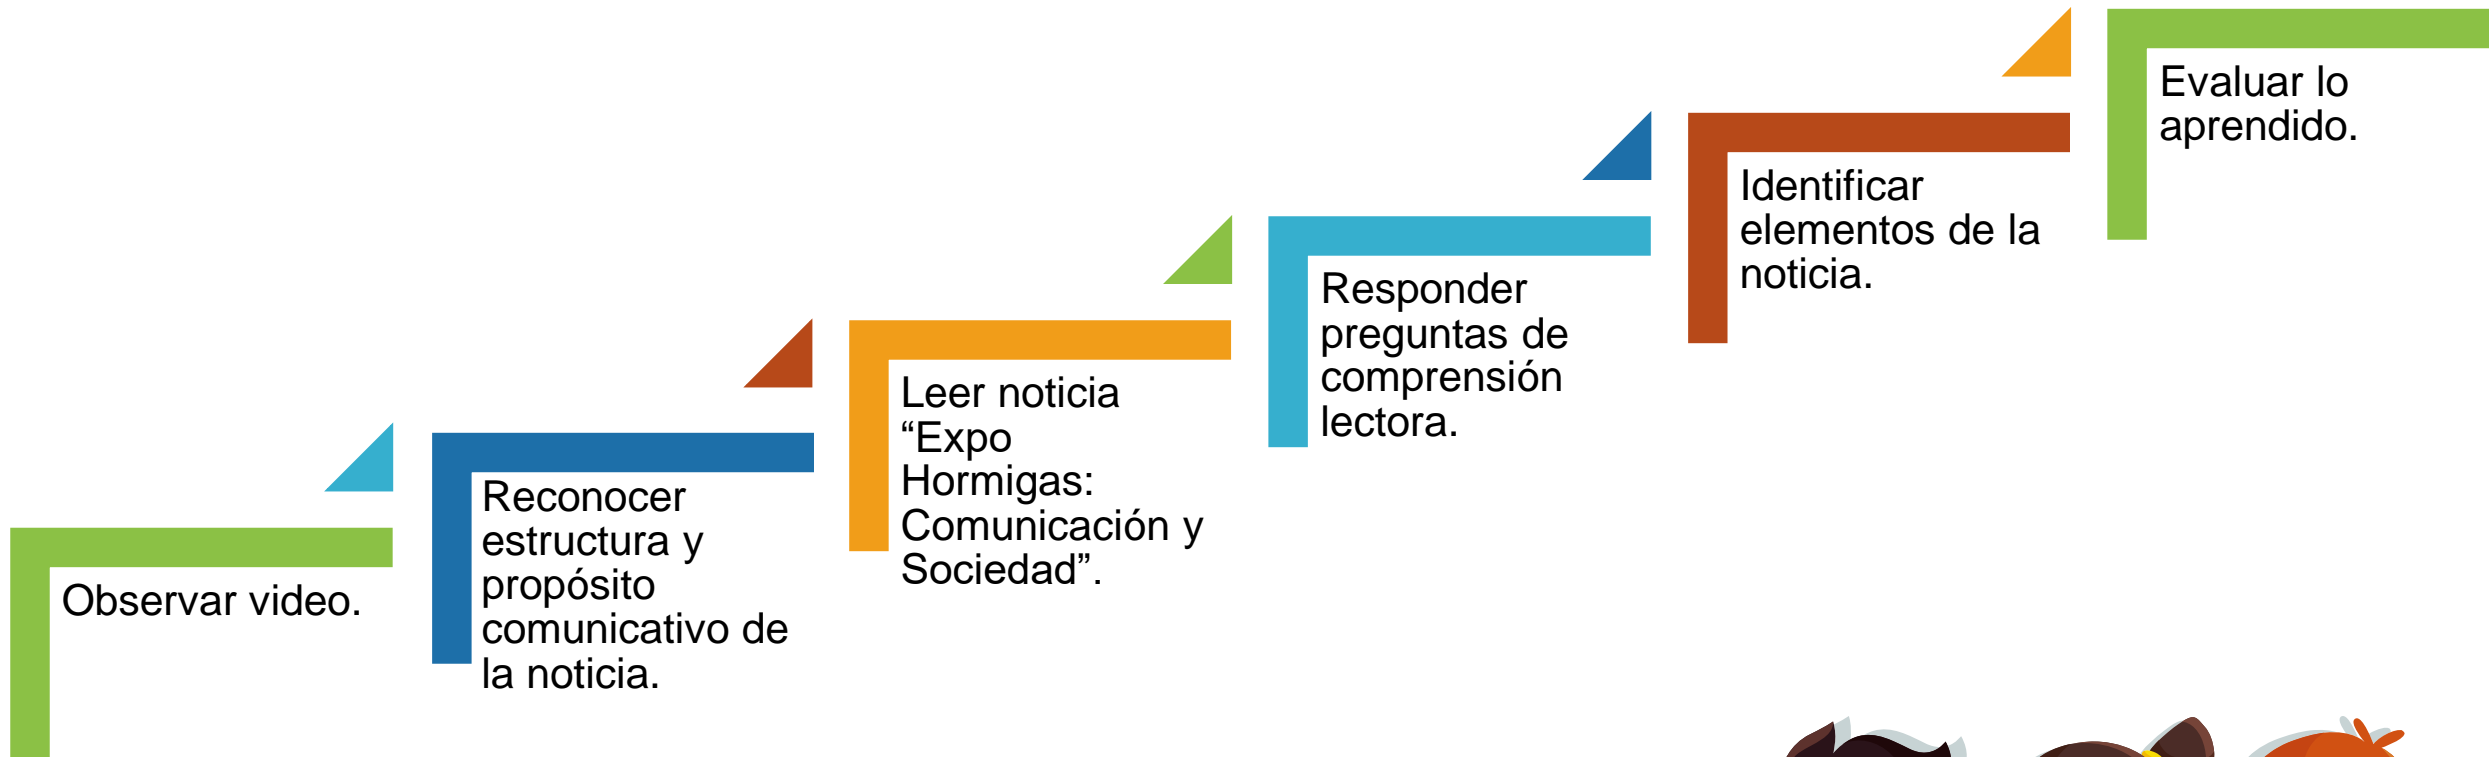 Observar video.
Reconocer
estructura y
propósito
comunicativo de
la noticia.
Leer noticia
“Expo
Hormigas:
Comunicación y
Sociedad”.
Responder
preguntas de
comprensión
lectora.
Identificar
elementos de la
noticia.
Evaluar lo
aprendido.